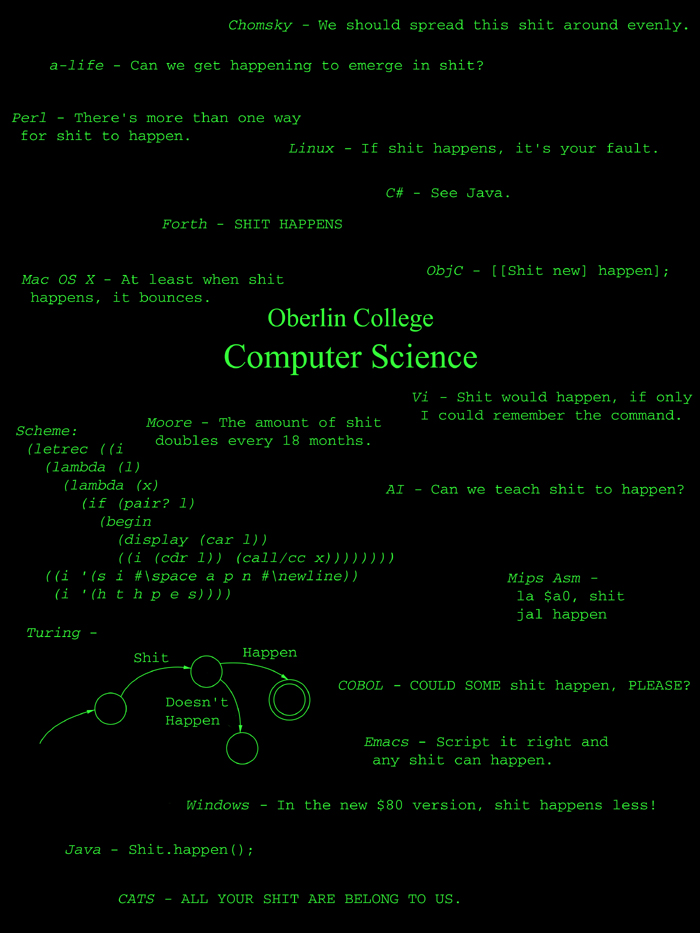 Chomsky - We should spread this shit around evenly.
a-life - Can we get happening to emerge in shit?
Perl - There's more than one way
for shit to happen.
Linux - If shit happens, it's your fault.
C# - See Java.
Forth - SHIT HAPPENS
ObjC - [[Shit new] happen];
Mac OS X - At least when shit
happens, it bounces.
Oberlin College
Computer Science
Vi - Shit would happen, if only
I could remember the command.
Moore - The amount of shit
doubles every 18 months.
Scheme:
(letrec ((i
(lambda (l)
(lambda (x)
(if (pair? l)
(begin
(display (car l))
((i (cdr l)) (call/cc x))))))))
((i '(s i #\space a p n #\newline))
(i '(h t h p e s))))
AI - Can we teach shit to happen?
Mips Asm -
la $a0, shit
jal happen
Turing -
Shit
Happen
Doesn't
Happen
COBOL - COULD SOME shit happen, PLEASE?
Emacs - Script it right and
any shit can happen.
Windows - In the new $80 version, shit happens less!
Java - Shit.happen();
CATS - ALL YOUR SHIT ARE BELONG TO US.